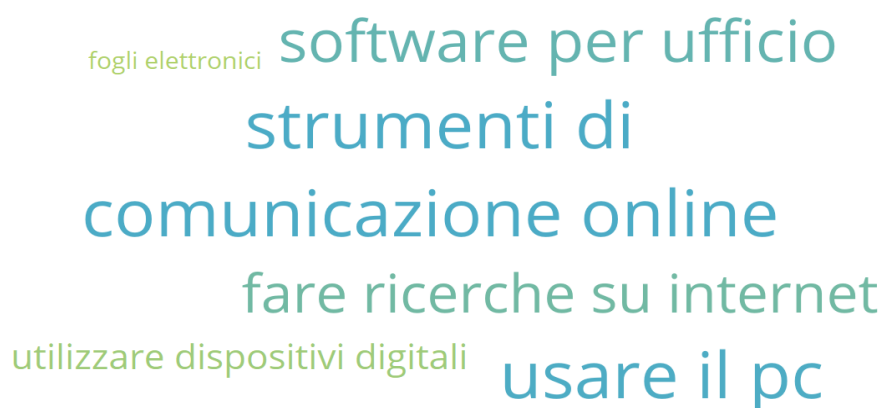 fogli elettronici
software per ufficio
strumenti di
comunicazione online
fare ricerche su internet
utilizzare dispositivi digitali
usare il pc